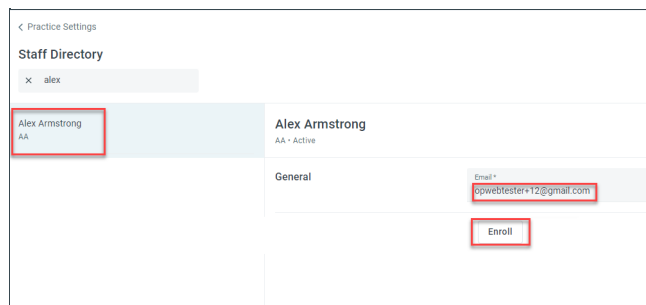 < Practice Settings
Staff Directory
× alex
Alex Armstrong
AA
Alex Armstrong
AA • Active
General
Email *
opwebtester+12@gmail.com
Enroll